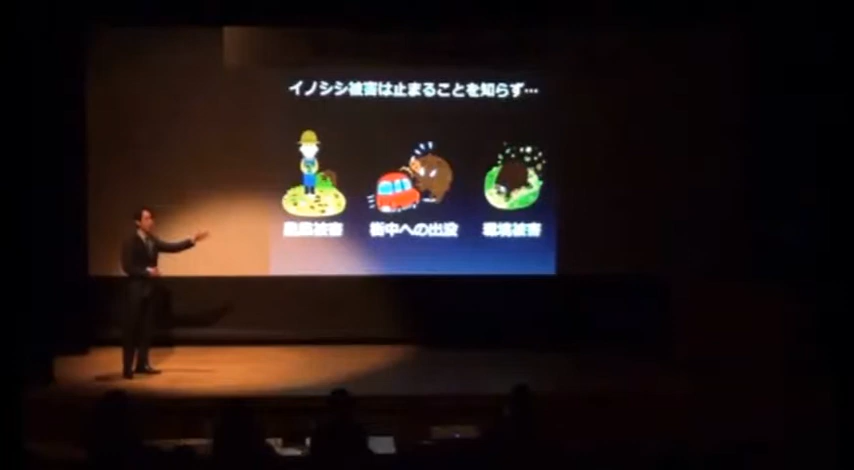 イノシシ被害は止まることを知らず…
農業被害
街中への出没
環境被害